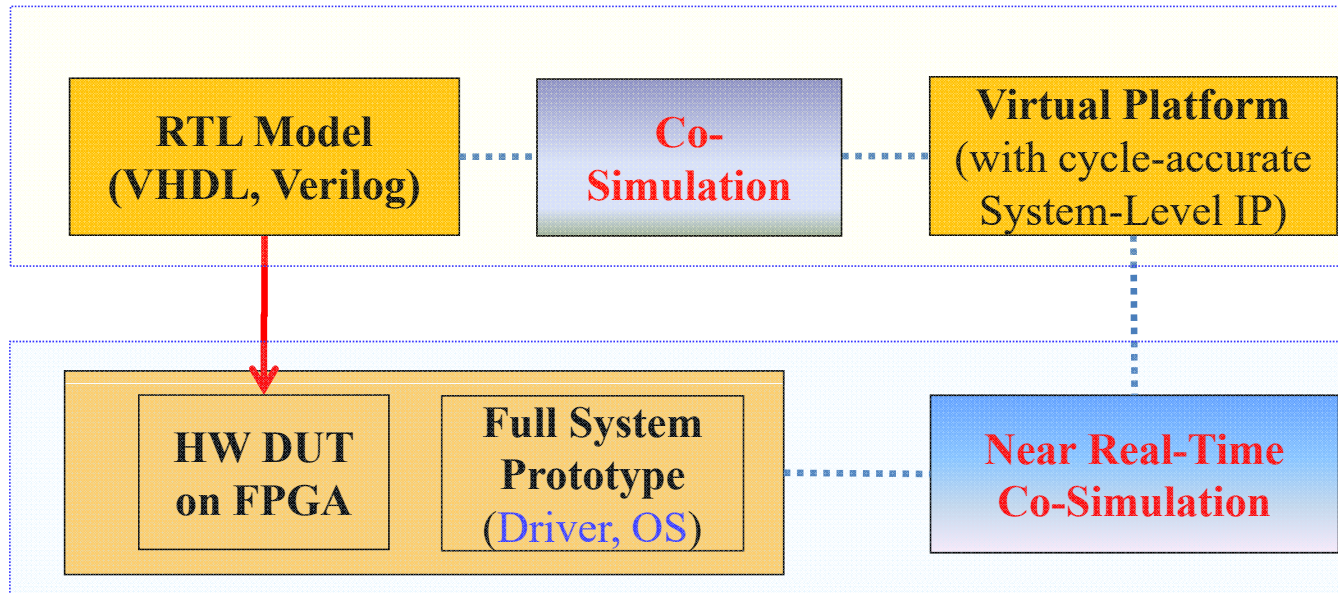 RTL Model
(VHDL, Verilog)
Co-
Simulation
Virtual Platform
(with cycle-accurate
System-Level IP)
HW DUT
on FPGA
Full System
Prototype
(Driver, OS)
Near Real-Time
Co-Simulation